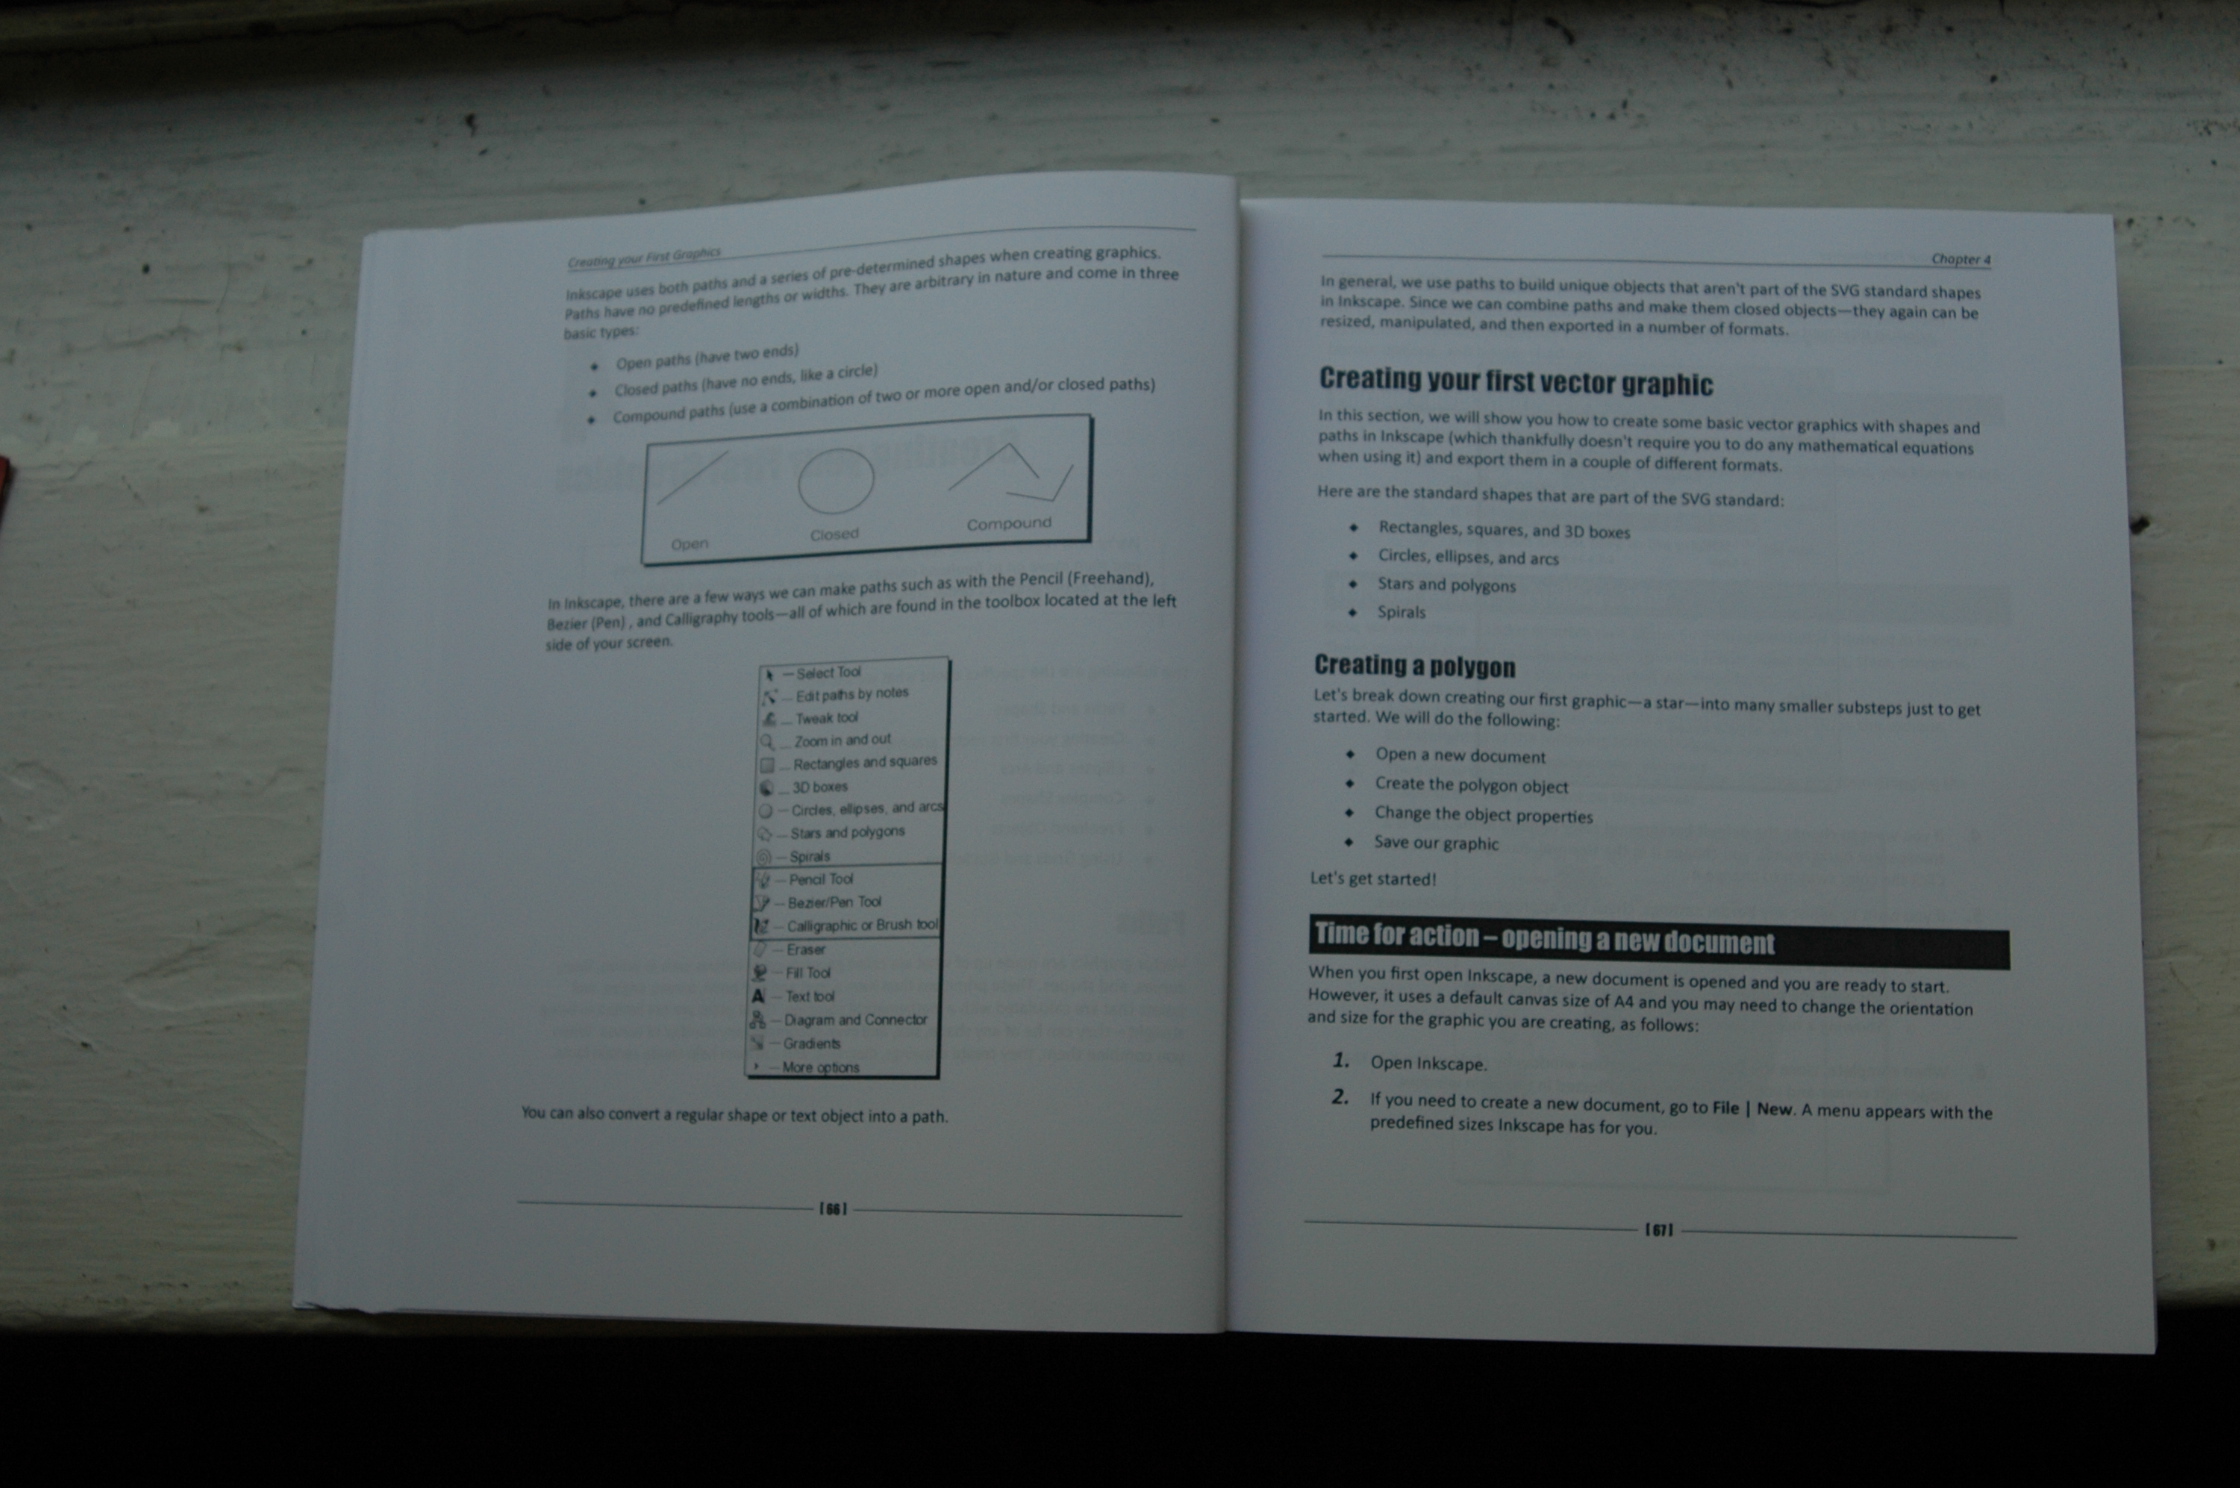 Creating your First Graphics
Inkscape uses both paths and a series of pre-determined shapes when creating graphics.
Paths have no predefined lengths or widths. They are arbitrary in nature and come in three
basic types:
♦ Open paths (have two ends)
♦ Closed paths (have no ends, like a circle)
♦ Compound paths (use a combination of two or more open and/or closed paths)
Open Closed Compound
In Inkscape, there are a few ways we can make paths such as with the Pencil (Freehand),
Bezier (Pen) , and Calligraphy tools—all of which are found in the toolbox located at the left
side of your screen.
— Select Tool
— Edit paths by notes
— Tweak tool
— Zoom in and out
— Rectangles and squares
— 3D boxes
— Circles, ellipses, and arcs
— Stars and polygons
— Spirals
— Pencil Tool
— Bezier/Pen Tool
— Calligraphic or Brush tool
— Eraser
— Fill Tool
A — Text tool
— Diagram and Connector
— Gradients
— More options
You can also convert a regular shape or text object into a path.
[ 66 ]
Chapter 4
In general, we use paths to build unique objects that aren't part of the SVG standard shapes
in Inkscape. Since we can combine paths and make them closed objects—they again can be
resized, manipulated, and then exported in a number of formats.
Creating your first vector graphic
In this section, we will show you how to create some basic vector graphics with shapes and
paths in Inkscape (which thankfully doesn't require you to do any mathematical equations
when using it) and export them in a couple of different formats.
Here are the standard shapes that are part of the SVG standard:
♦ Rectangles, squares, and 3D boxes
♦ Circles, ellipses, and arcs
♦ Stars and polygons
♦ Spirals
Creating a polygon
Let's break down creating our first graphic—a star—into many smaller substeps just to get
started. We will do the following:
♦ Open a new document
♦ Create the polygon object
♦ Change the object properties
♦ Save our graphic
Let's get started!
Time for action – opening a new document
When you first open Inkscape, a new document is opened and you are ready to start.
However, it uses a default canvas size of A4 and you may need to change the orientation
and size for the graphic you are creating, as follows:
1. Open Inkscape.
2. If you need to create a new document, go to File | New. A menu appears with the
predefined sizes Inkscape has for you.
[ 67 ]